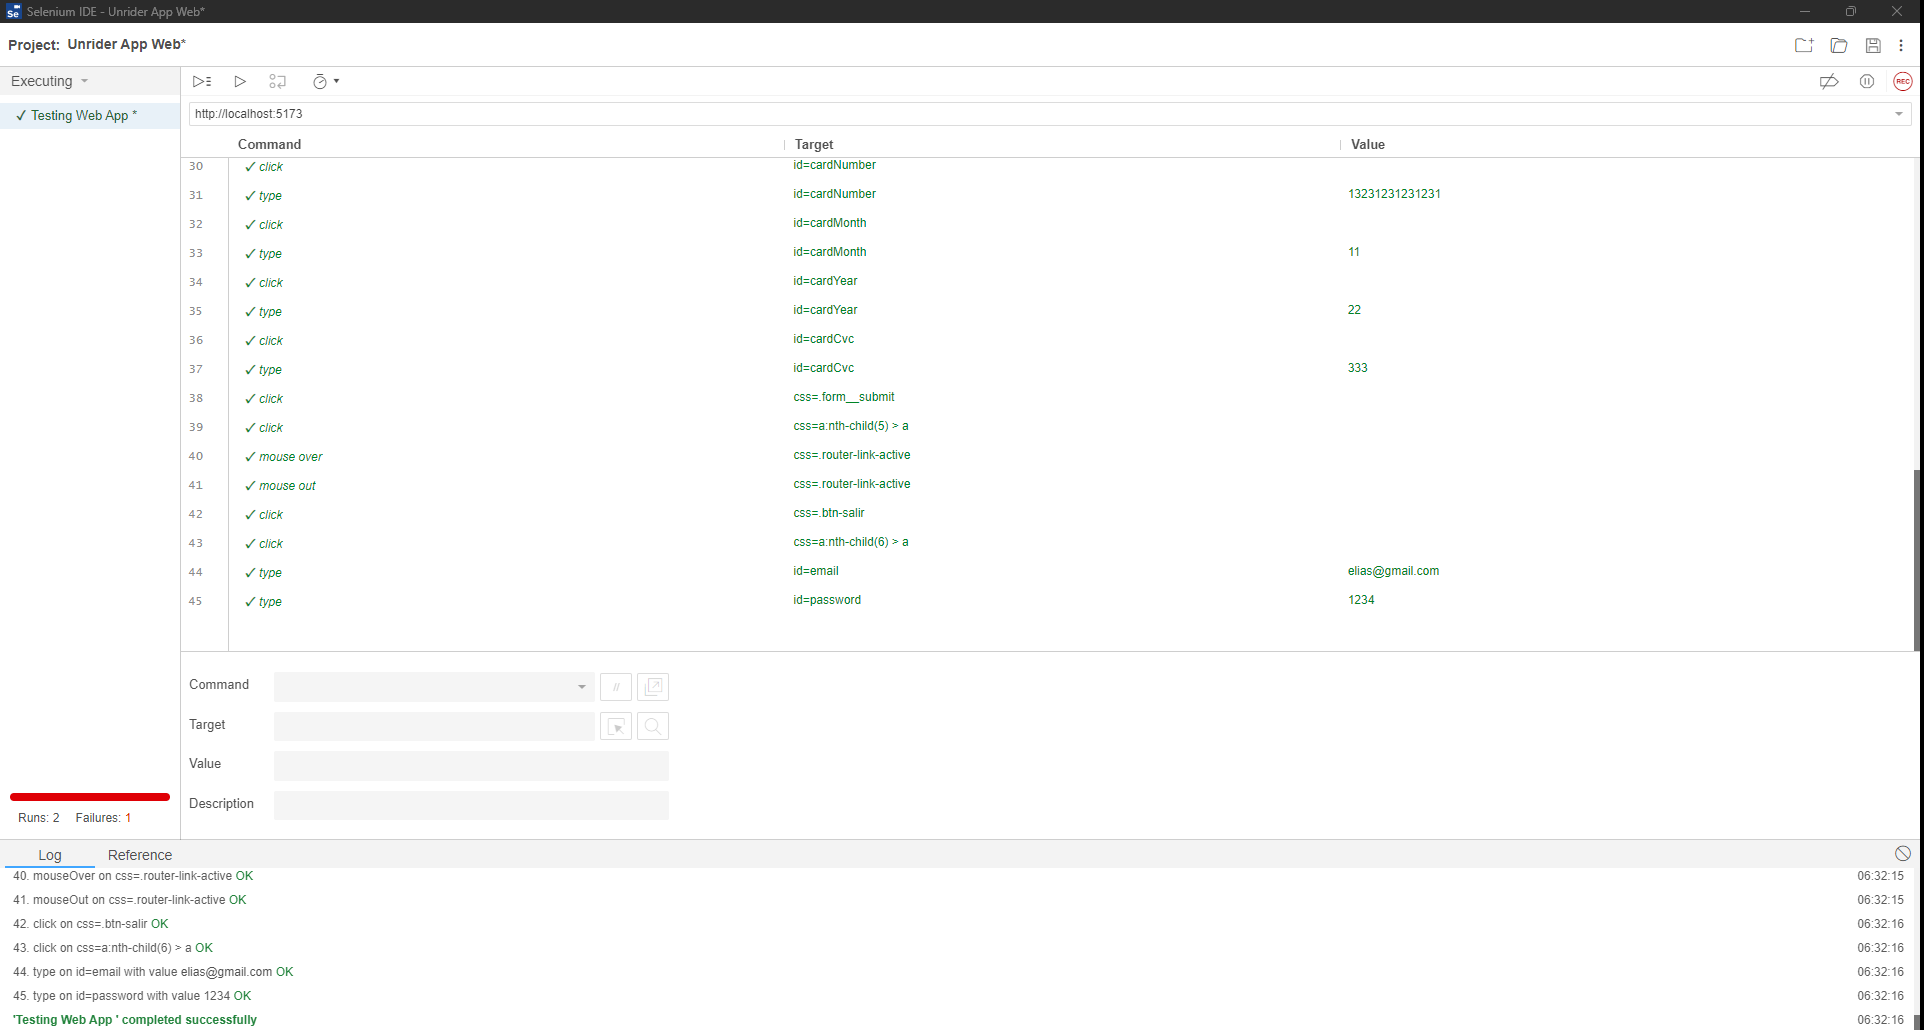 Se Selenium IDE - Unrider App Web*
Project: Unrider App Web*
Executing
REC
✓ Testing Web App *
http://localhost:5173
Command Target Value
30 ✓ click id=cardNumber
31 ✓ type id=cardNumber 13231231231231
32 ✓ click id=cardMonth
33 ✓ type id=cardMonth 11
34 ✓ click id=cardYear
35 ✓ type id=cardYear 22
36 ✓ click id=cardCvc
37 ✓ type id=cardCvc 333
38 ✓ click css=.form__submit
39 ✓ click css=a:nth-child(5) > a
40 ✓ mouse over css=.router-link-active
41 ✓ mouse out css=.router-link-active
42 ✓ click css=.btn-salir
43 ✓ click css=a:nth-child(6) > a
44 ✓ type id=email elias@gmail.com
45 ✓ type id=password 1234
Command //
Target
Value
Description
Runs: 2 Failures: 1
Log Reference
40. mouseOver on css=.router-link-active OK 06:32:15
41. mouseOut on css=.router-link-active OK 06:32:15
42. click on css=.btn-salir OK 06:32:16
43. click on css=a:nth-child(6) > a OK 06:32:16
44. type on id=email with value elias@gmail.com OK 06:32:16
45. type on id=password with value 1234 OK 06:32:16
'Testing Web App ' completed successfully 06:32:16